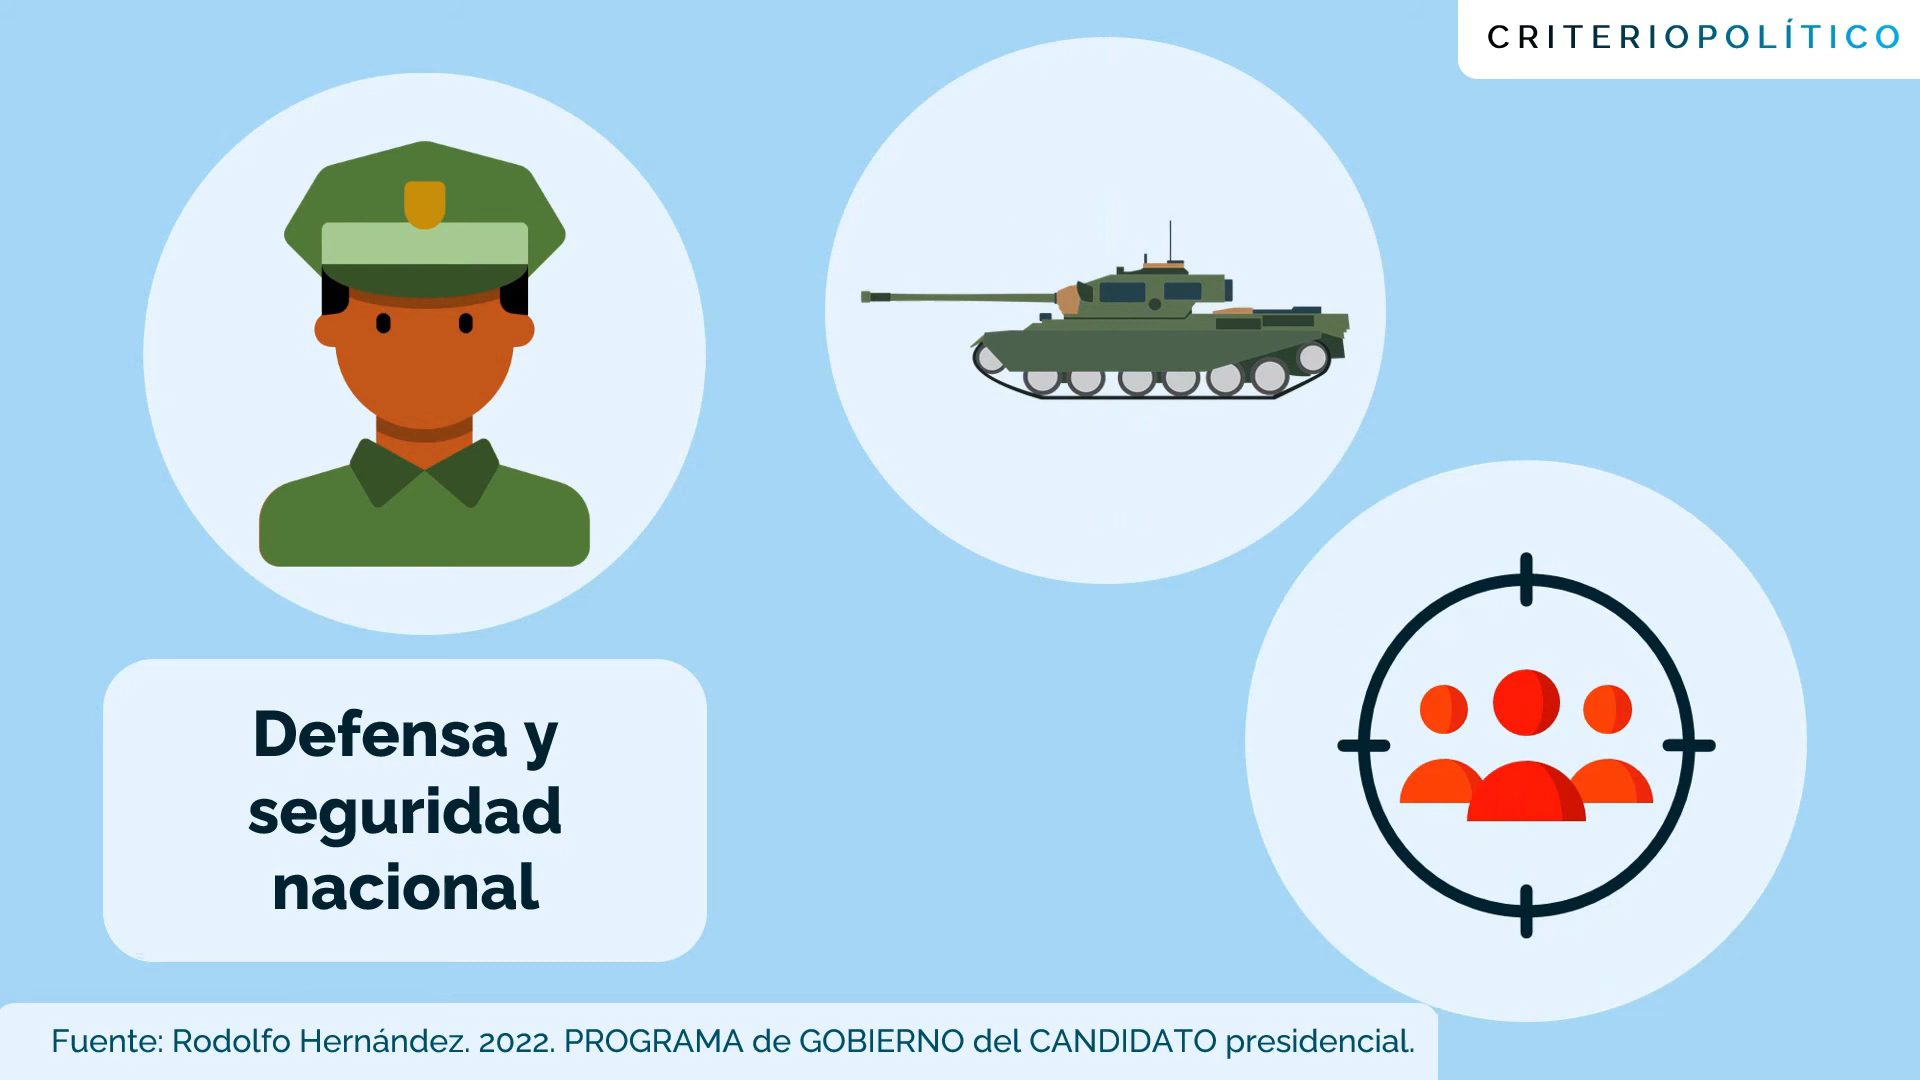 CRITERIOPOLÍTICO
Defensa y
seguridad
nacional
Fuente: Rodolfo Hernández. 2022. PROGRAMA de GOBIERNO del CANDIDATO presidencial.